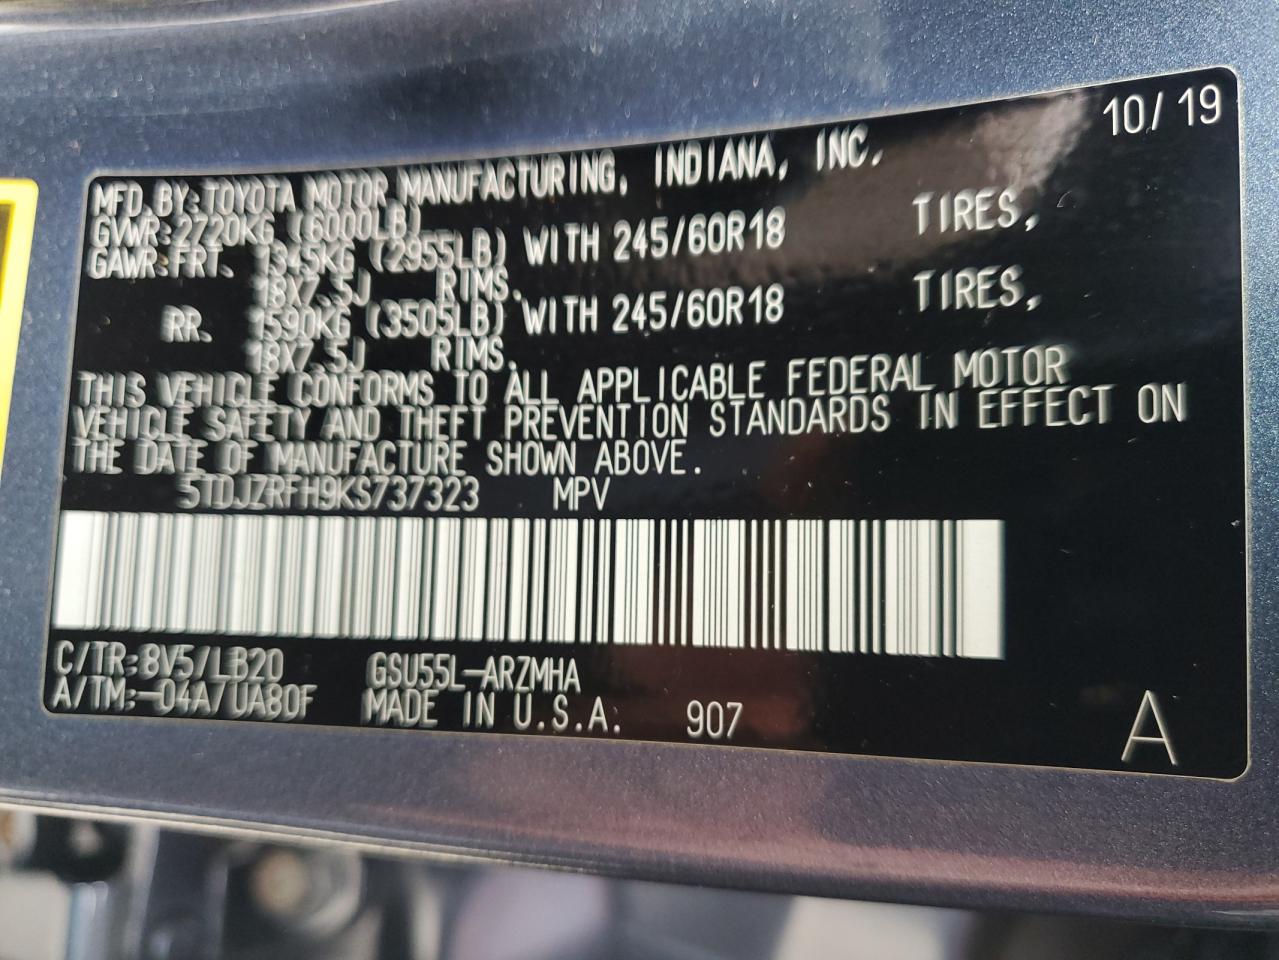 10/19
MFD.BY:TOYOTA MOTOR MANUFACTURING, INDIANA, INC.
GVWR:2720KG (6000LB)
GAWR:FRT. 1345KG (2955LB) WITH 245/60R18 TIRES,
18X7.5J RIMS.
RR. 1590KG (3505LB) WITH 245/60R18 TIRES,
18X7.5J RIMS.
THIS VEHICLE CONFORMS TO ALL APPLICABLE FEDERAL MOTOR
VEHICLE SAFETY AND THEFT PREVENTION STANDARDS IN EFFECT ON
THE DATE OF MANUFACTURE SHOWN ABOVE.
5TDJZRFH9KS737323 MPV
C/TR:8V5/LB20 GSU55L-ARZMHA
A/TM:-04A/UA80F MADE IN U.S.A. 907
A